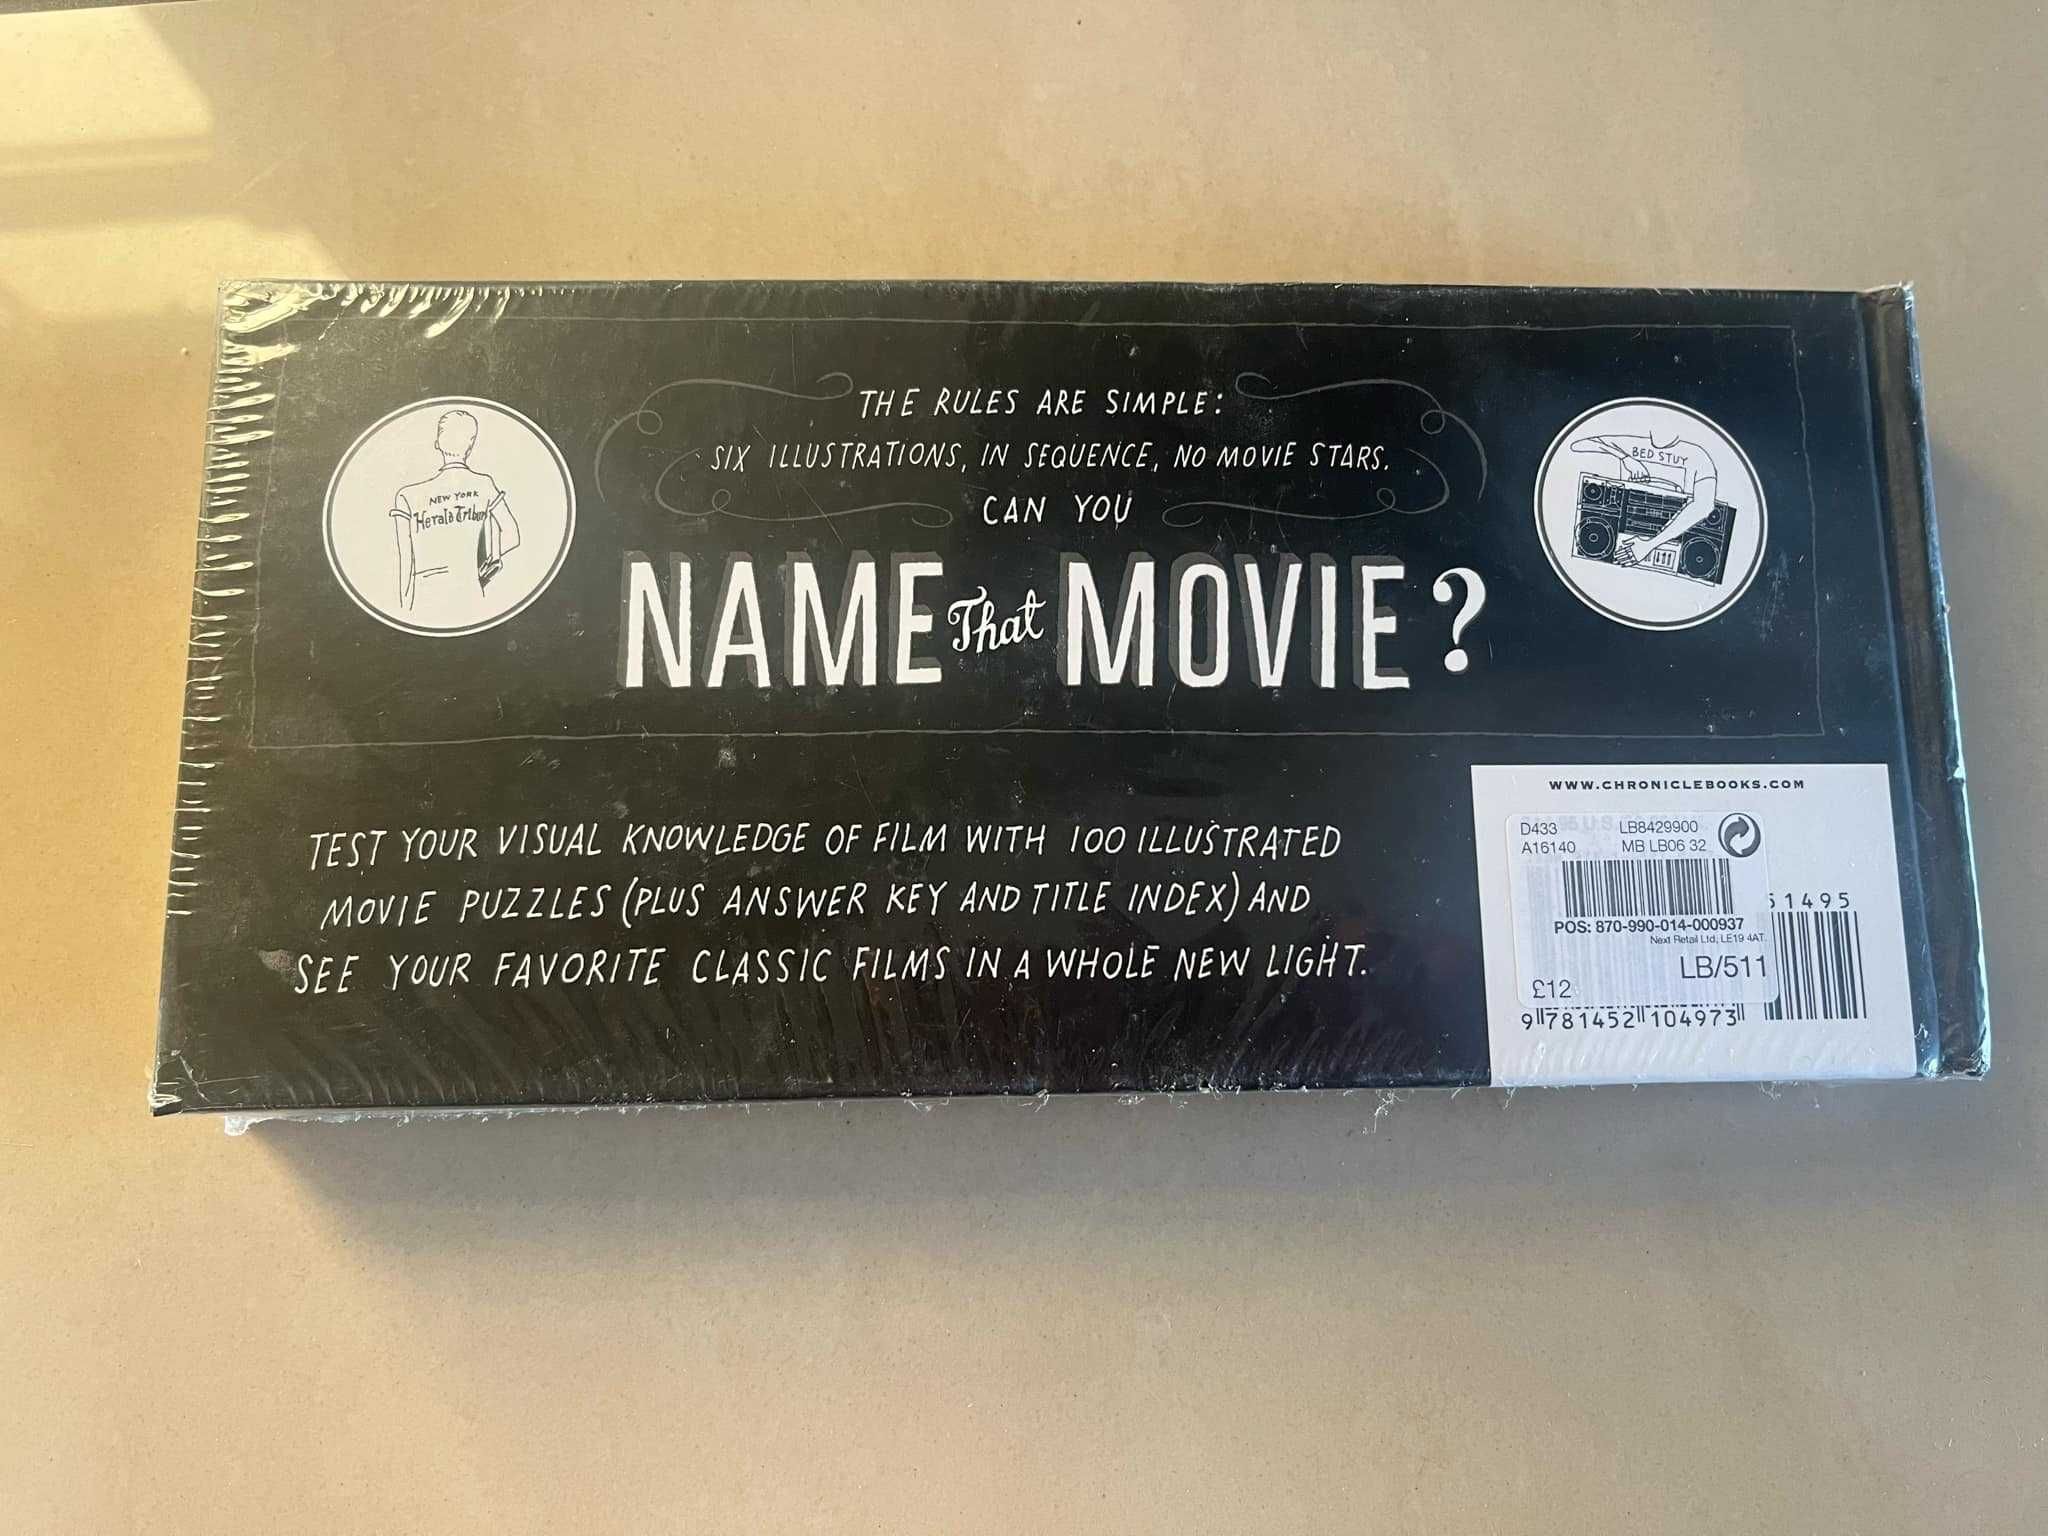 THE RULES ARE SIMPLE:
SIX ILLUSTRATIONS, IN SEQUENCE, NO MOVIE STARS.
CAN YOU
NAME That MOVIE?
NEW YORK
Herald Tribune
BED STUY
TEST YOUR VISUAL KNOWLEDGE OF FILM WITH 100 ILLUSTRATED
MOVIE PUZZLES (PLUS ANSWER KEY AND TITLE INDEX) AND
SEE YOUR FAVORITE CLASSIC FILMS IN A WHOLE NEW LIGHT.
WWW.CHRONICLEBOOKS.COM
D433 LB8429900
A16140 MB LB06 32
51495
POS: 870-990-014-000937
Next Retail Ltd, LE19 4AT.
LB/511
£12
9 781452 104973